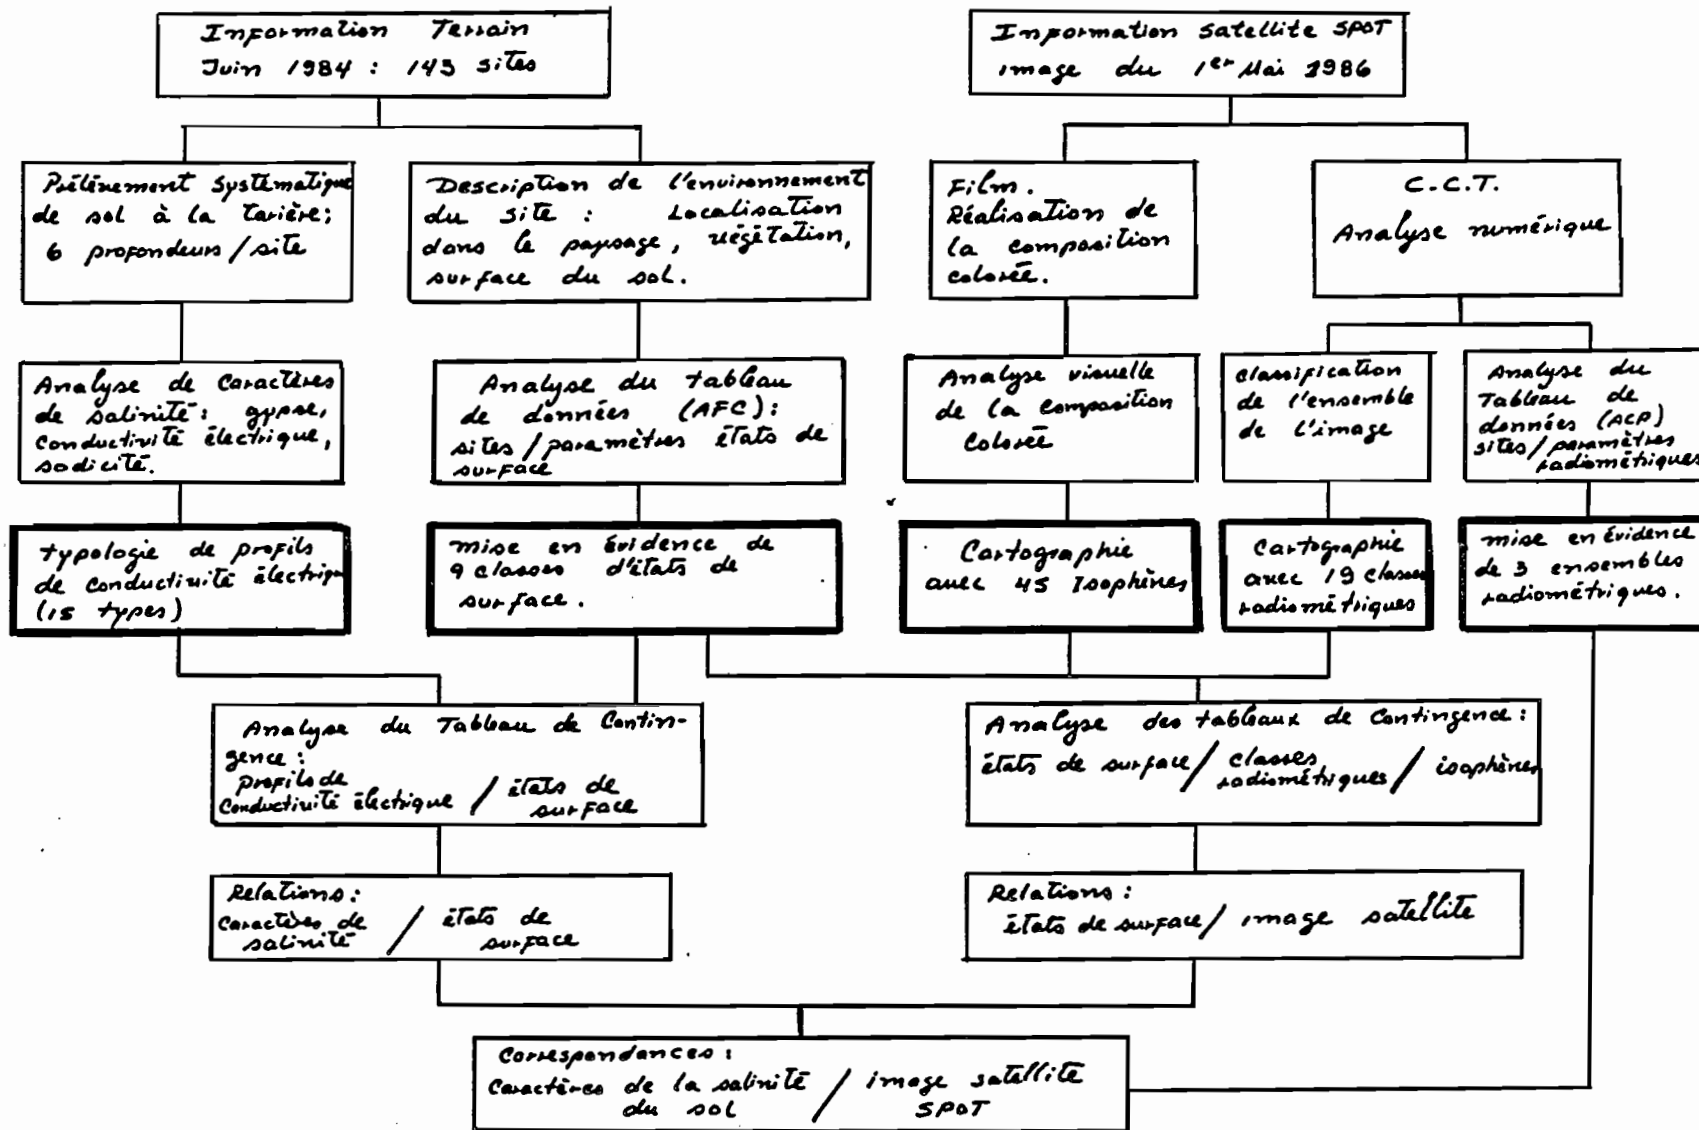 Information Terrain
Juin 1984 : 143 sites
Information Satellite SPOT
image du 1er Mai 1986
Prélèvement systématique
de sol à la tarière;
6 profondeurs/site
Description de l'environnement
du site : Localisation
dans le paysage, végétation,
surface du sol.
Film.
Réalisation de
la composition
colorée.
C.C.T.
Analyse numérique
Analyse de Caractères
de salinité : gypse,
conductivité électrique,
sodicité.
Analyse du tableau
de données (AFC) :
sites/paramètres états de
surface
Analyse visuelle
de la composition
colorée
classification
de l'ensemble
de l'image
Analyse du
Tableau de
données (ACP)
sites/paramètres
radiométriques
typologie de profils
de conductivité électrique
(15 types)
mise en évidence de
9 classes d'états de
surface.
Cartographie
avec 45 Isophènes
Cartographie
avec 19 classes
radiométriques
mise en évidence
de 3 ensembles
radiométriques.
Analyse du Tableau de Contin-
gence :
profils de
conductivité électrique / états de
surface
Analyse des tableaux de Contingence :
états de surface / classes
radiométriques / isophènes
Relations :
Caractères de
salinité / états de
surface
Relations :
états de surface / image satellite
Correspondances :
Caractères de la salinité
du sol / image satellite
SPOT